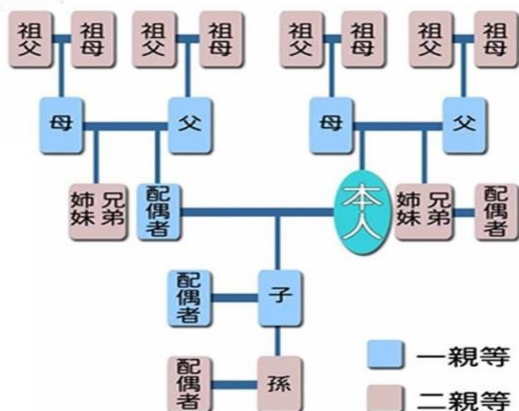 祖父 祖母 祖父 祖母 祖父 祖母 祖父 祖母
母 父 母 父
姉妹 兄弟 配偶者 本人 姉妹 兄弟 配偶者
配偶者 子
配偶者 孫
一親等
二親等